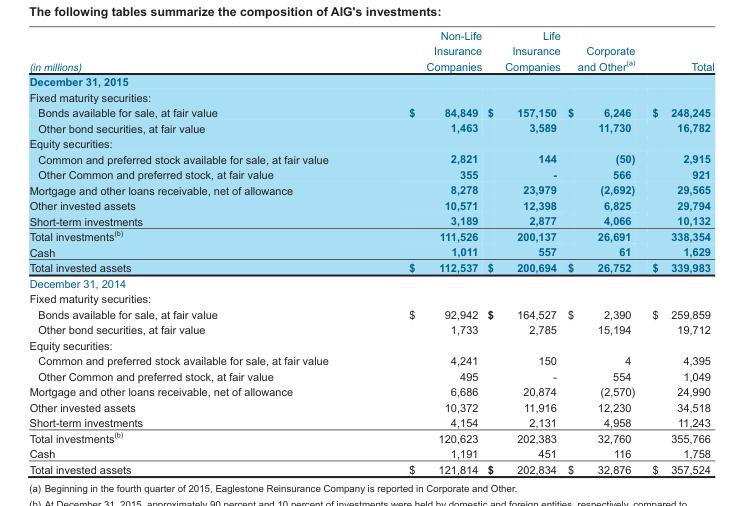 The following tables summarize the composition of AIG's investments:
Non-Life Life
Insurance Insurance Corporate
(in millions) Companies Companies and Other(a) Total
December 31, 2015
Fixed maturity securities:
Bonds available for sale, at fair value $ 84,849 $ 157,150 $ 6,246 $ 248,245
Other bond securities, at fair value 1,463 3,589 11,730 16,782
Equity securities:
Common and preferred stock available for sale, at fair value 2,821 144 (50) 2,915
Other Common and preferred stock, at fair value 355 - 566 921
Mortgage and other loans receivable, net of allowance 8,278 23,979 (2,692) 29,565
Other invested assets 10,571 12,398 6,825 29,794
Short-term investments 3,189 2,877 4,066 10,132
Total investments(b) 111,526 200,137 26,691 338,354
Cash 1,011 557 61 1,629
Total invested assets $ 112,537 $ 200,694 $ 26,752 $ 339,983
December 31, 2014
Fixed maturity securities:
Bonds available for sale, at fair value $ 92,942 $ 164,527 $ 2,390 $ 259,859
Other bond securities, at fair value 1,733 2,785 15,194 19,712
Equity securities:
Common and preferred stock available for sale, at fair value 4,241 150 4 4,395
Other Common and preferred stock, at fair value 495 - 554 1,049
Mortgage and other loans receivable, net of allowance 6,686 20,874 (2,570) 24,990
Other invested assets 10,372 11,916 12,230 34,518
Short-term investments 4,154 2,131 4,958 11,243
Total investments(b) 120,623 202,383 32,760 355,766
Cash 1,191 451 116 1,758
Total invested assets $ 121,814 $ 202,834 $ 32,876 $ 357,524
(a) Beginning in the fourth quarter of 2015, Eaglestone Reinsurance Company is reported in Corporate and Other.
(b) At December 31, 2015, approximately 90 percent and 10 percent of investments were held by domestic and foreign entities, respectively, compared to